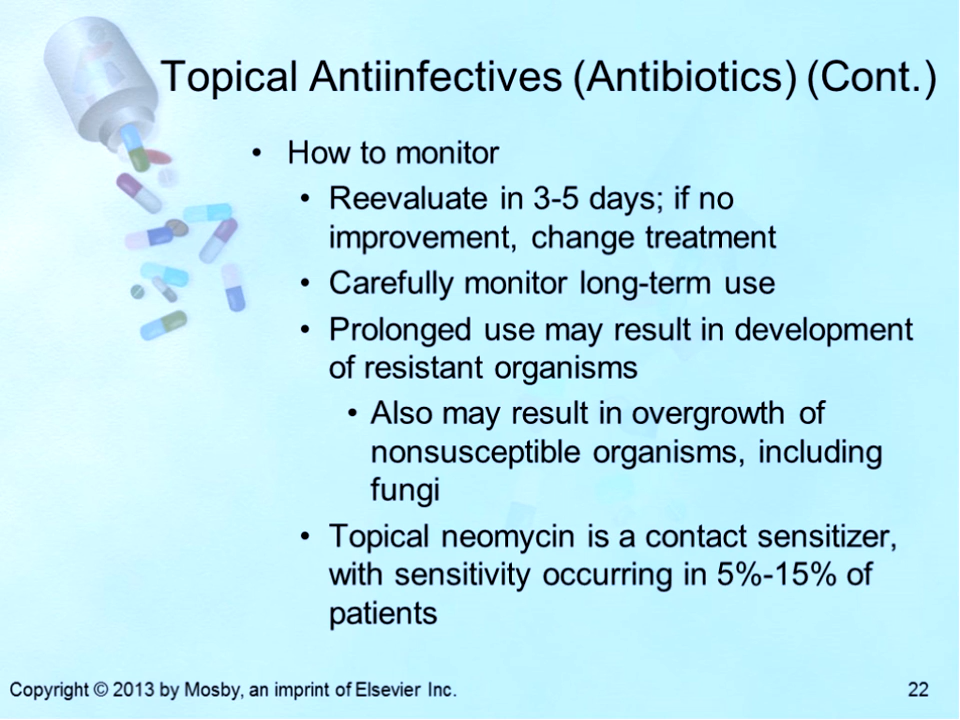 Topical Antiinfectives (Antibiotics) (Cont.)
• How to monitor
• Reevaluate in 3-5 days; if no
improvement, change treatment
• Carefully monitor long-term use
• Prolonged use may result in development
of resistant organisms
• Also may result in overgrowth of
nonsusceptible organisms, including
fungi
• Topical neomycin is a contact sensitizer,
with sensitivity occurring in 5%-15% of
patients
Copyright © 2013 by Mosby, an imprint of Elsevier Inc.
22